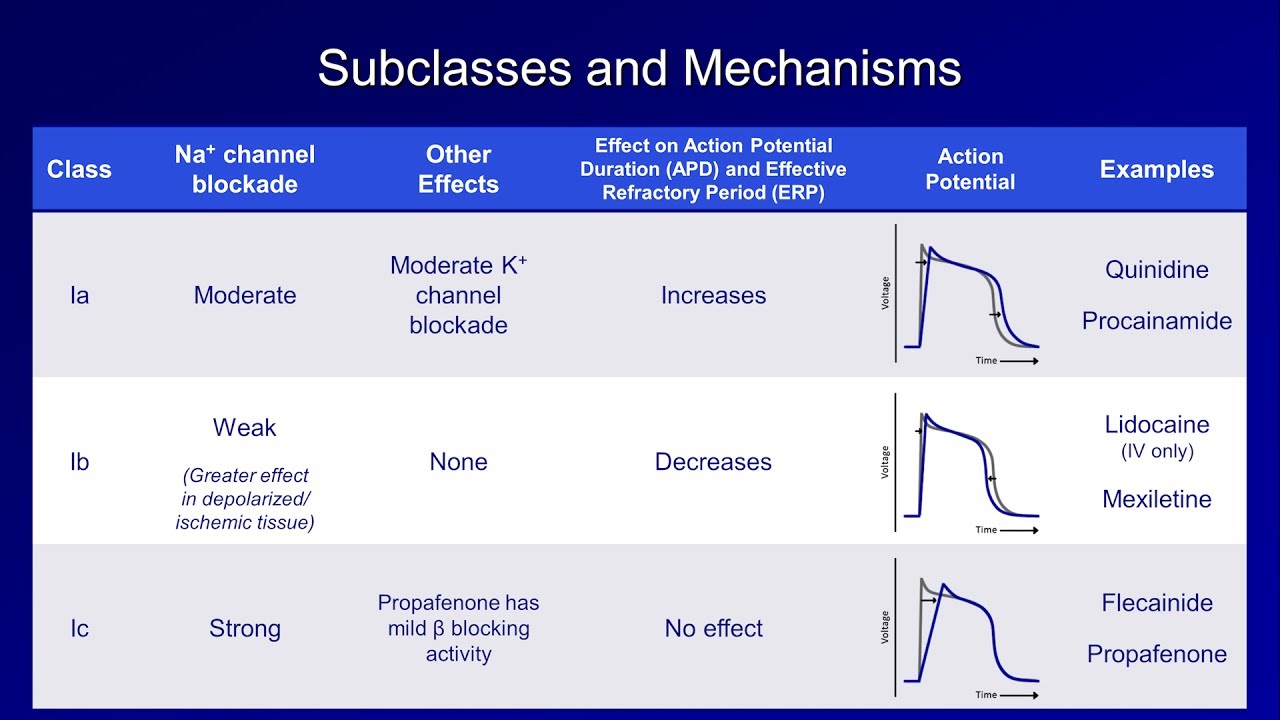 Subclasses and Mechanisms
Class
Na⁺ channel
blockade
Other
Effects
Effect on Action Potential
Duration (APD) and Effective
Refractory Period (ERP)
Action
Potential
Examples
Ia
Moderate
Moderate K⁺
channel
blockade
Increases
Voltage
Time
Quinidine
Procainamide
Ib
Weak
(Greater effect
in depolarized/
ischemic tissue)
None
Decreases
Voltage
Time
Lidocaine
(IV only)
Mexiletine
Ic
Strong
Propafenone has
mild β blocking
activity
No effect
Voltage
Time
Flecainide
Propafenone